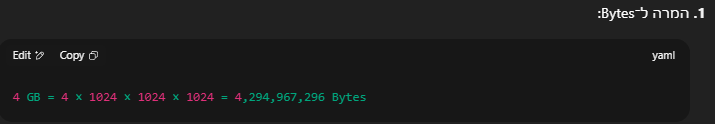 1. המרה ל־Bytes:
Edit Copy yaml
4 GB = 4 × 1024 × 1024 × 1024 = 4,294,967,296 Bytes